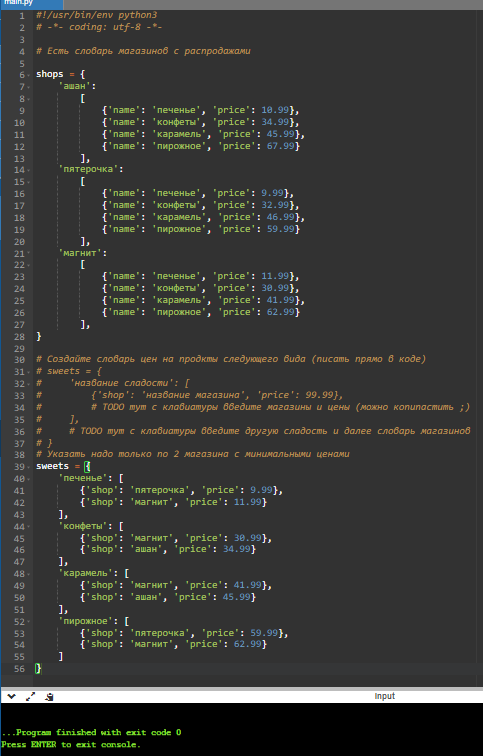 main.py
1 #!/usr/bin/env python3
2 # -*- coding: utf-8 -*-
3
4 # Есть словарь магазинов с распродажами
5
6 shops = {
7 'ашан':
8 [
9 {'name': 'печенье', 'price': 10.99},
10 {'name': 'конфеты', 'price': 34.99},
11 {'name': 'карамель', 'price': 45.99},
12 {'name': 'пирожное', 'price': 67.99}
13 ],
14 'пятерочка':
15 [
16 {'name': 'печенье', 'price': 9.99},
17 {'name': 'конфеты', 'price': 32.99},
18 {'name': 'карамель', 'price': 46.99},
19 {'name': 'пирожное', 'price': 59.99}
20 ],
21 'магнит':
22 [
23 {'name': 'печенье', 'price': 11.99},
24 {'name': 'конфеты', 'price': 30.99},
25 {'name': 'карамель', 'price': 41.99},
26 {'name': 'пирожное', 'price': 62.99}
27 ],
28 }
29
30 # Создайте словарь цен на продкты следующего вида (писать прямо в коде)
31 # sweets = {
32 # 'название сладости': [
33 # {'shop': 'название магазина', 'price': 99.99},
34 # # TODO тут с клавиатуры введите магазины и цены (можно копипастить ;)
35 # ],
36 # # TODO тут с клавиатуры введите другую сладость и далее словарь магазинов
37 # }
38 # Указать надо только по 2 магазина с минимальными ценами
39 sweets = {
40 'печенье': [
41 {'shop': 'пятерочка', 'price': 9.99},
42 {'shop': 'магнит', 'price': 11.99}
43 ],
44 'конфеты': [
45 {'shop': 'магнит', 'price': 30.99},
46 {'shop': 'ашан', 'price': 34.99}
47 ],
48 'карамель': [
49 {'shop': 'магнит', 'price': 41.99},
50 {'shop': 'ашан', 'price': 45.99}
51 ],
52 'пирожное': [
53 {'shop': 'пятерочка', 'price': 59.99},
54 {'shop': 'магнит', 'price': 62.99}
55 ]
56 }
input
...Program finished with exit code 0
Press ENTER to exit console.